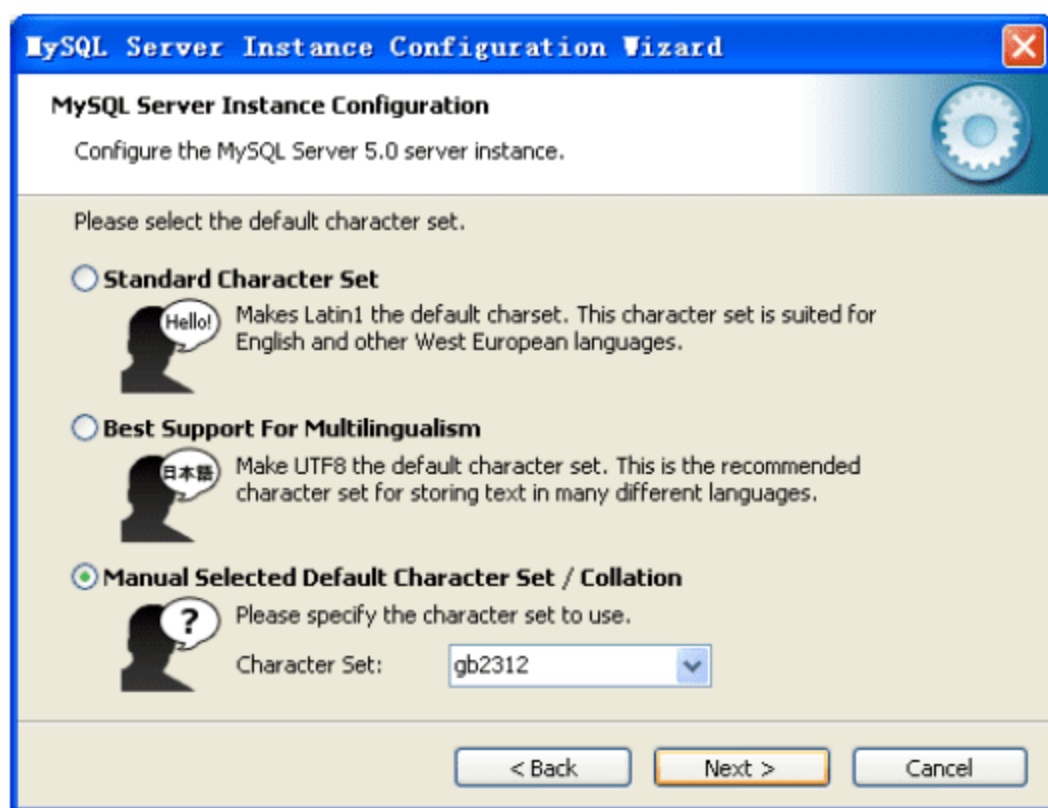 MySQL Server Instance Configuration Wizard
MySQL Server Instance Configuration
Configure the MySQL Server 5.0 server instance.
Please select the default character set.
Standard Character Set
Hello!
Makes Latin1 the default charset. This character set is suited for
English and other West European languages.
Best Support For Multilingualism
日本語
Make UTF8 the default character set. This is the recommended
character set for storing text in many different languages.
Manual Selected Default Character Set / Collation
?
Please specify the character set to use.
Character Set: gb2312
< Back Next > Cancel